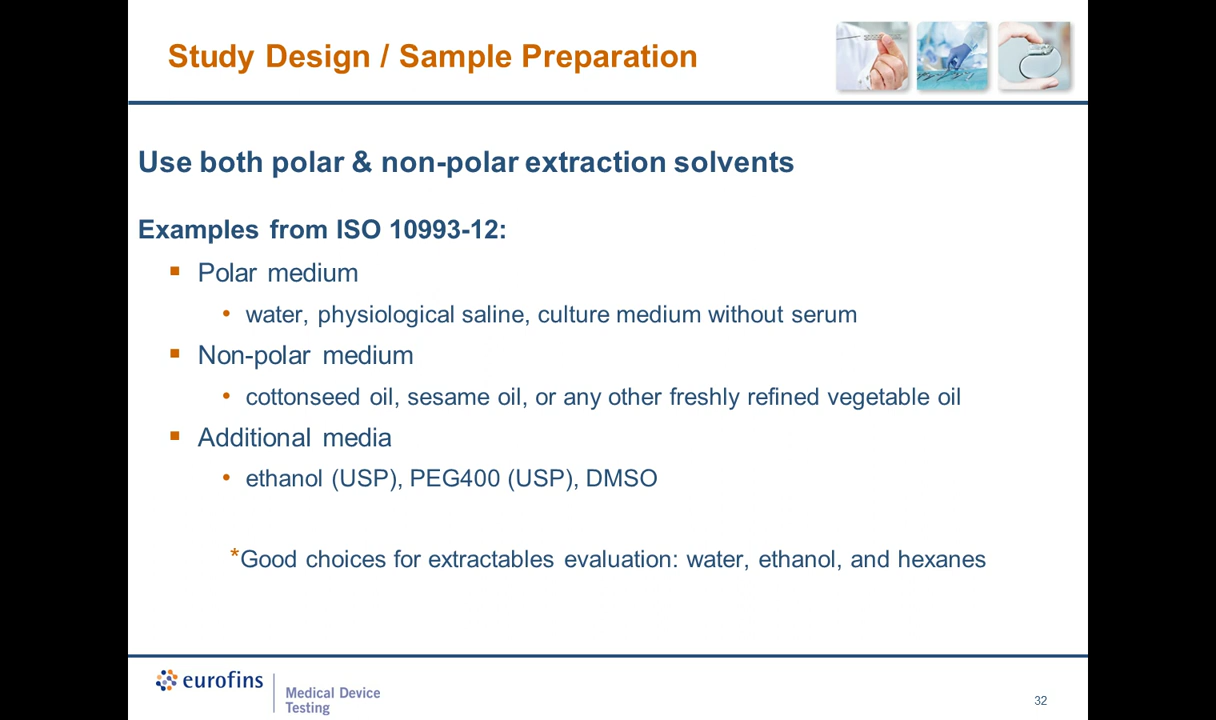 Study Design / Sample Preparation
Use both polar & non-polar extraction solvents
Examples from ISO 10993-12:
▪ Polar medium
• water, physiological saline, culture medium without serum
▪ Non-polar medium
• cottonseed oil, sesame oil, or any other freshly refined vegetable oil
▪ Additional media
• ethanol (USP), PEG400 (USP), DMSO
*Good choices for extractables evaluation: water, ethanol, and hexanes
eurofins
Medical Device
Testing
32